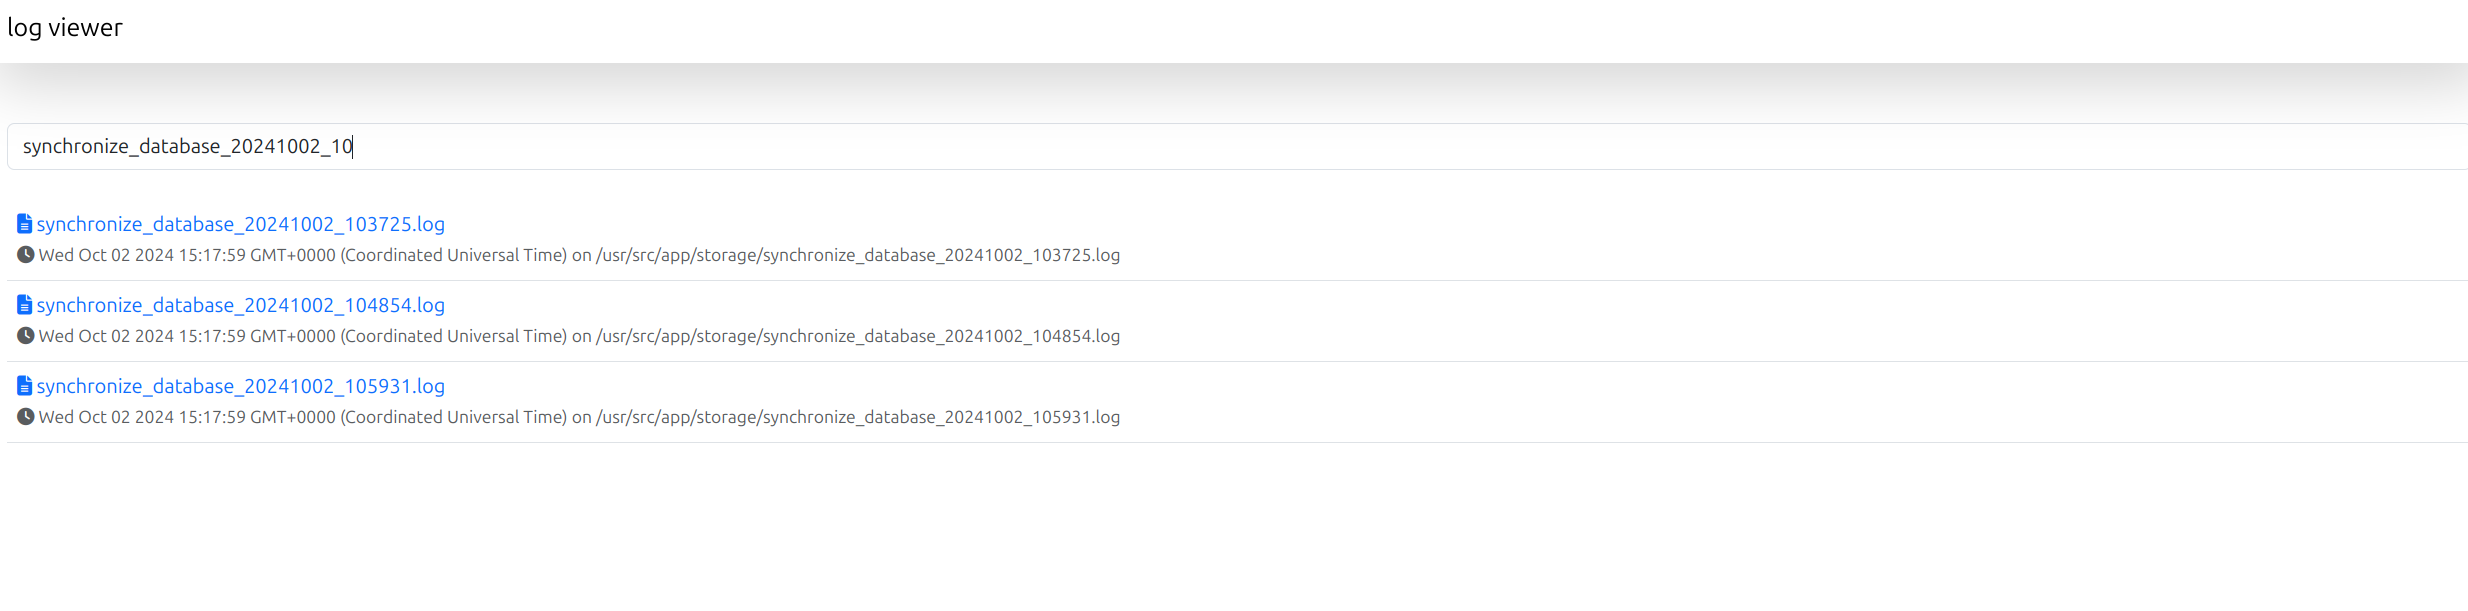 log viewer
synchronize_database_20241002_10
synchronize_database_20241002_103725.log
Wed Oct 02 2024 15:17:59 GMT+0000 (Coordinated Universal Time) on /usr/src/app/storage/synchronize_database_20241002_103725.log
synchronize_database_20241002_104854.log
Wed Oct 02 2024 15:17:59 GMT+0000 (Coordinated Universal Time) on /usr/src/app/storage/synchronize_database_20241002_104854.log
synchronize_database_20241002_105931.log
Wed Oct 02 2024 15:17:59 GMT+0000 (Coordinated Universal Time) on /usr/src/app/storage/synchronize_database_20241002_105931.log